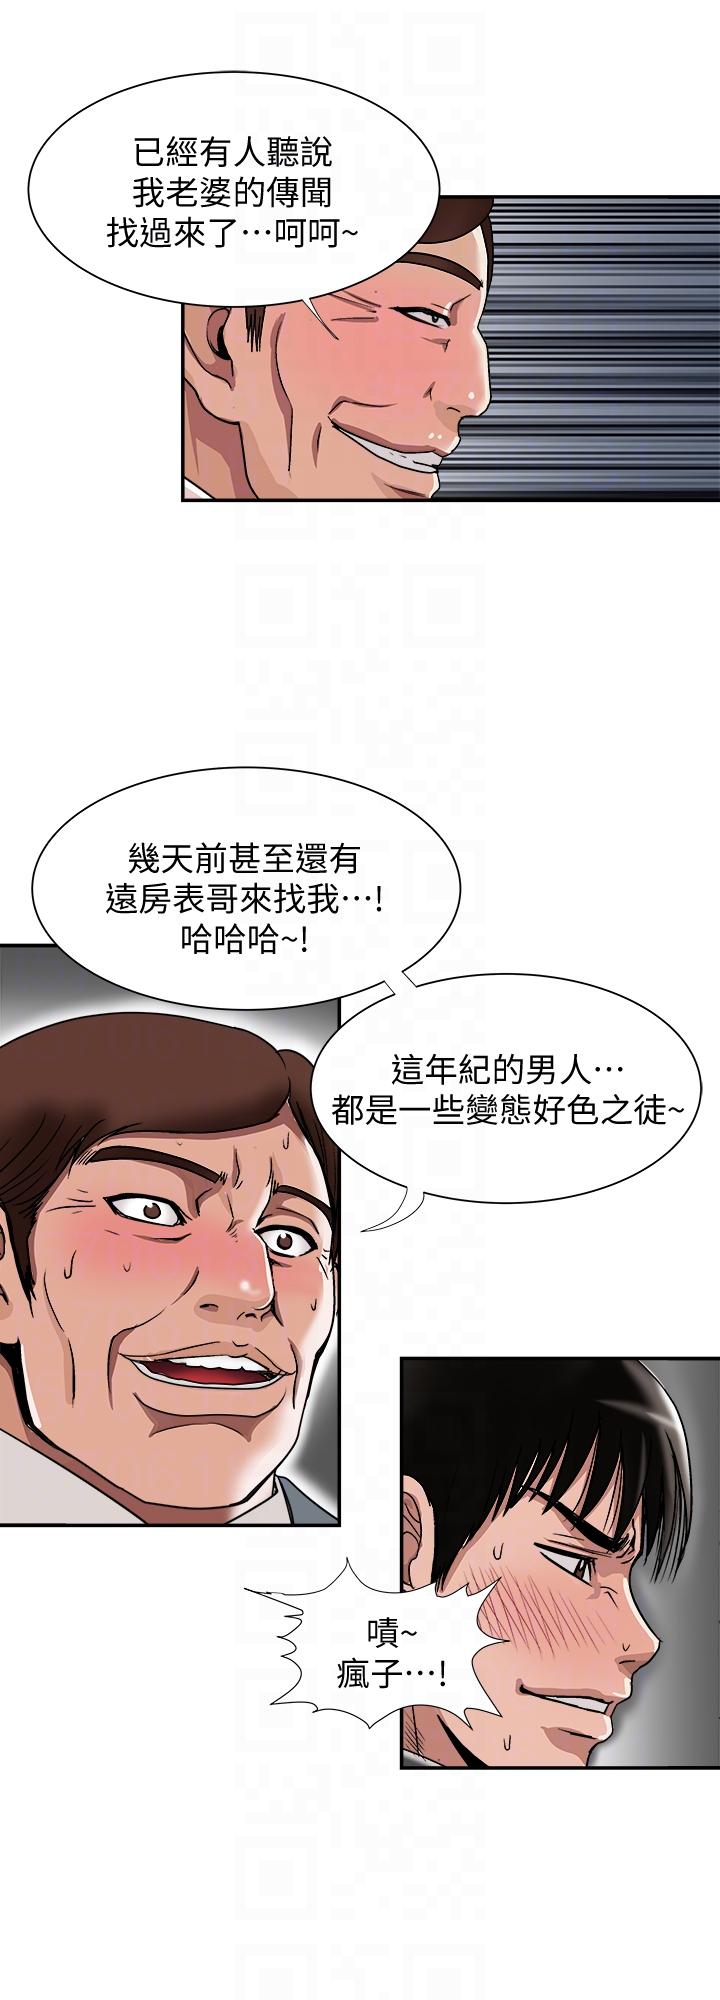 已經有人聽說
我老婆的傳聞
找過來了⋯呵呵~
幾天前甚至還有
遠房表哥來找我⋯!
哈哈哈~!
這年紀的男人⋯
都是一些變態好色之徒~
嘖~
瘋子⋯!